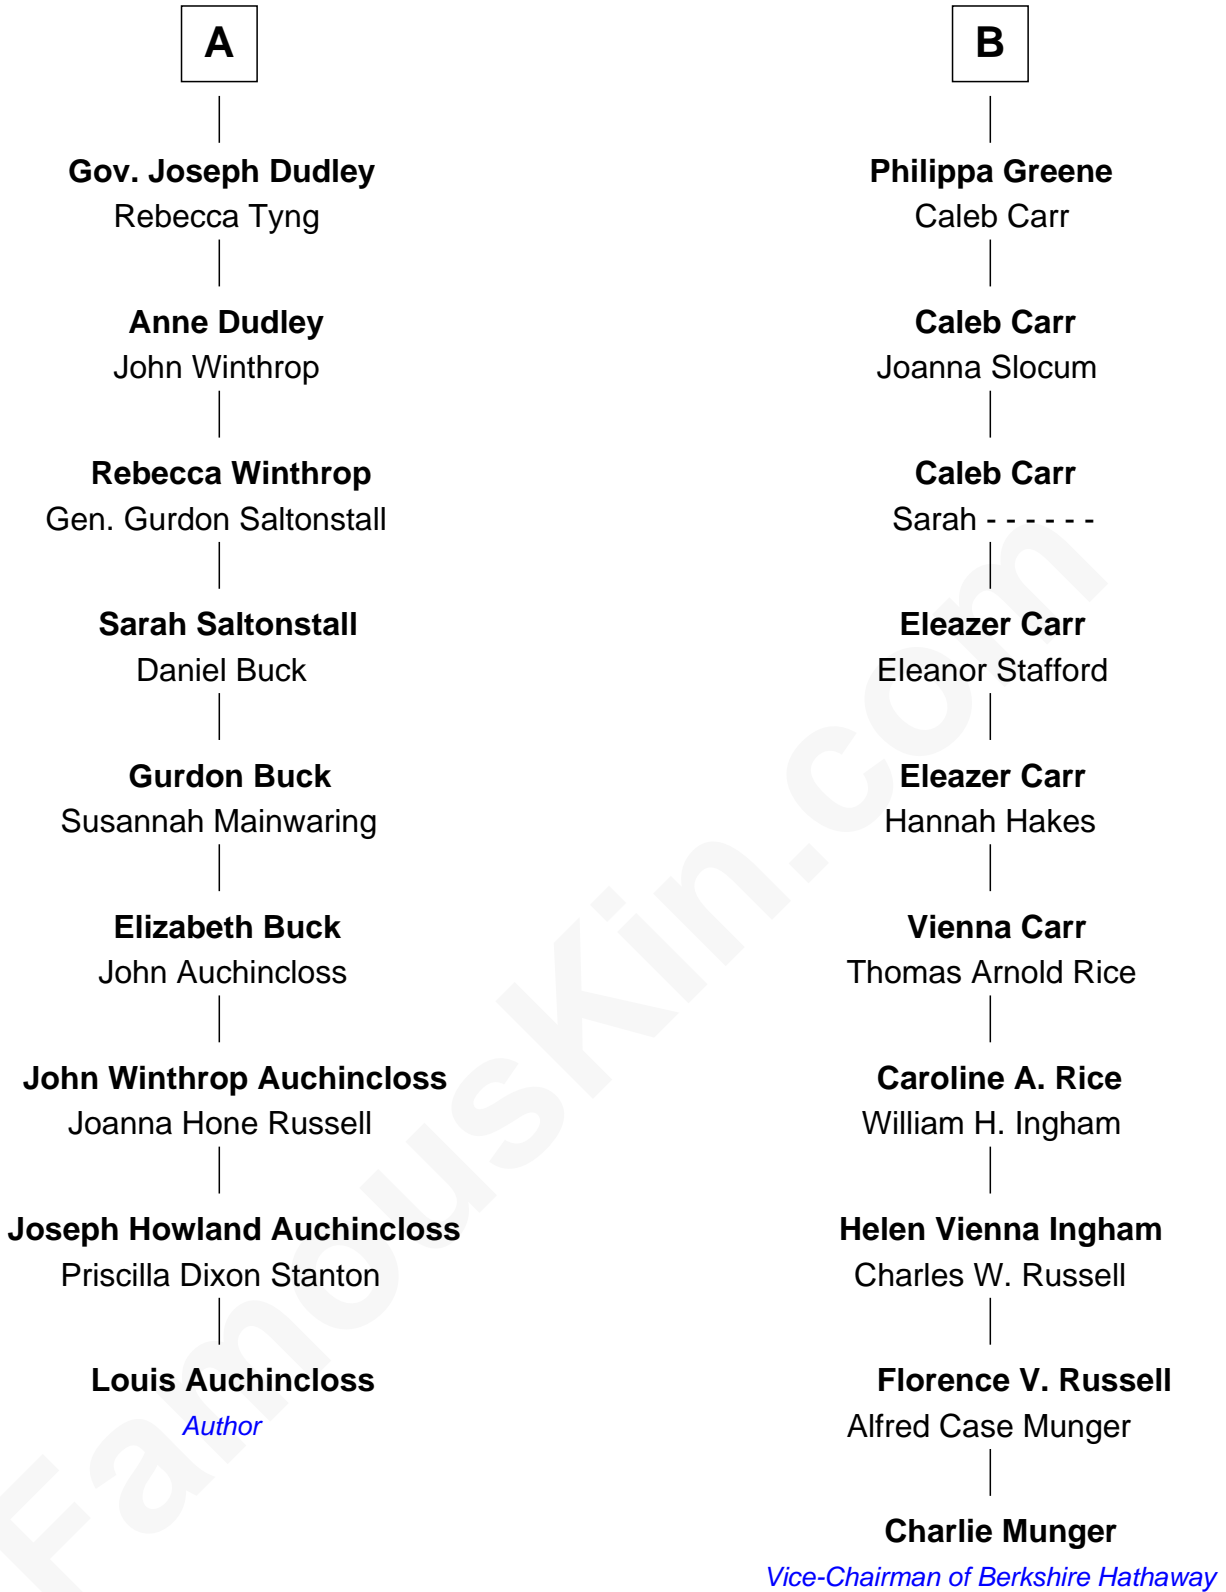 A
Gov. Joseph Dudley
Rebecca Tyng
Anne Dudley
John Winthrop
Rebecca Winthrop
Gen. Gurdon Saltonstall
Sarah Saltonstall
Daniel Buck
Gurdon Buck
Susannah Mainwaring
Elizabeth Buck
John Auchincloss
John Winthrop Auchincloss
Joanna Hone Russell
Joseph Howland Auchincloss
Priscilla Dixon Stanton
Louis Auchincloss
Author
B
Philippa Greene
Caleb Carr
Caleb Carr
Joanna Slocum
Caleb Carr
Sarah - - - - - -
Eleazer Carr
Eleanor Stafford
Eleazer Carr
Hannah Hakes
Vienna Carr
Thomas Arnold Rice
Caroline A. Rice
William H. Ingham
Helen Vienna Ingham
Charles W. Russell
Florence V. Russell
Alfred Case Munger
Charlie Munger
Vice-Chairman of Berkshire Hathaway
FamousKin.com